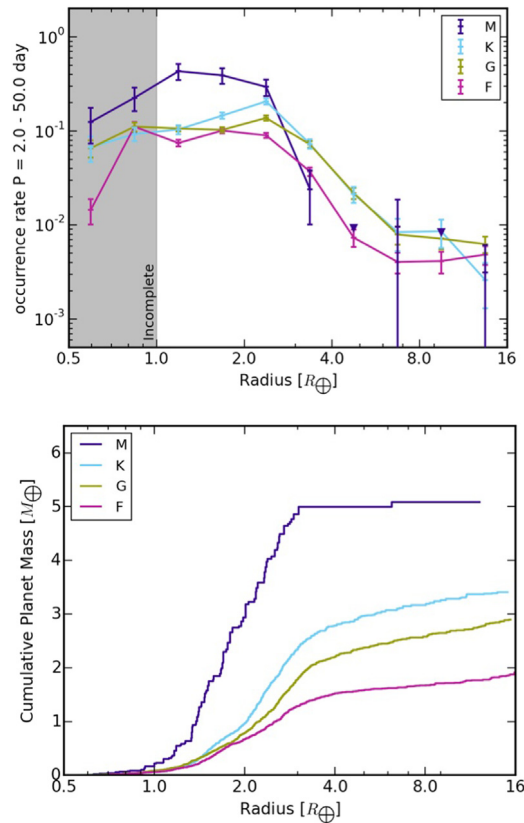 10⁰
10⁻¹
10⁻²
10⁻³
occurrence rate P = 2.0 - 50.0 day
M
K
G
F
Incomplete
0.5 1.0 2.0 4.0 8.0 16
Radius [R⊕]
M
K
G
F
6
5
4
3
2
1
0
Cumulative Planet Mass [M⊕]
0.5 1.0 2.0 4.0 8.0 16
Radius [R⊕]